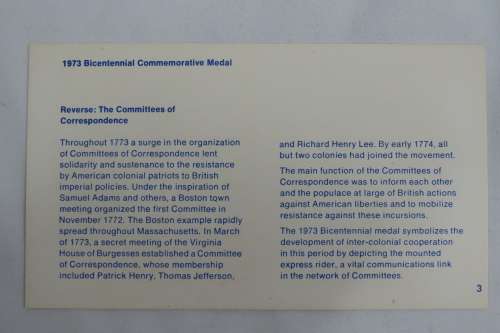 1973 Bicentennial Commemorative Medal
Reverse: The Committees of
Correspondence
Throughout 1773 a surge in the organization
of Committees of Correspondence lent
solidarity and sustenance to the resistance
by American colonial patriots to British
imperial policies. Under the inspiration of
Samuel Adams and others, a Boston town
meeting organized the first Committee in
November 1772. The Boston example rapidly
spread throughout Massachusetts. In March
of 1773, a secret meeting of the Virginia
House of Burgesses established a Committee
of Correspondence, whose membership
included Patrick Henry, Thomas Jefferson,
and Richard Henry Lee. By early 1774, all
but two colonies had joined the movement.
The main function of the Committees of
Correspondence was to inform each other
and the populace at large of British actions
against American liberties and to mobilize
resistance against these incursions.
The 1973 Bicentennial medal symbolizes the
development of inter-colonial cooperation
in this period by depicting the mounted
express rider, a vital communications link
in the network of Committees.
3